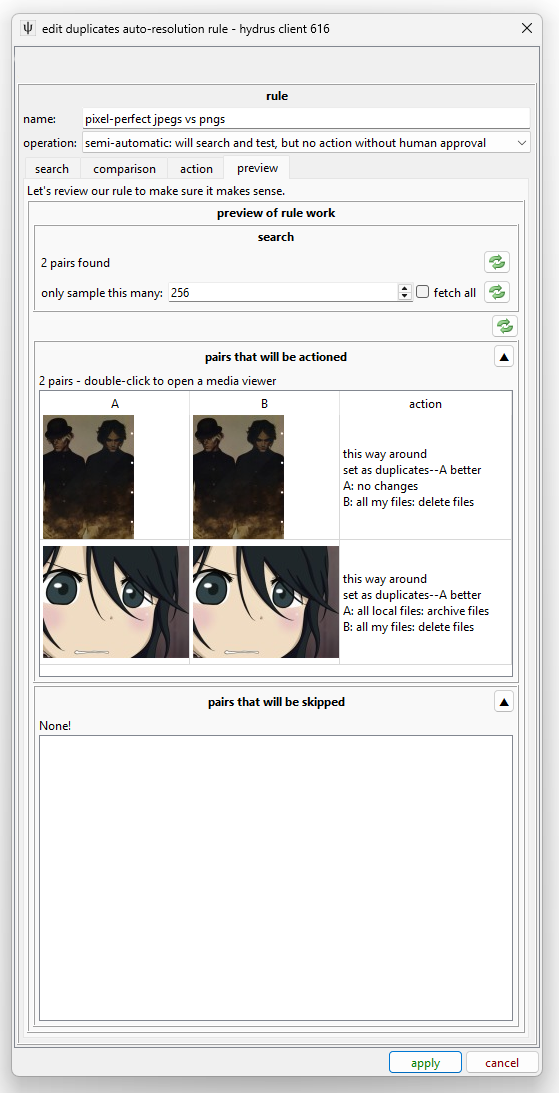 edit duplicates auto-resolution rule - hydrus client 616
rule
name: pixel-perfect jpegs vs pngs
operation: semi-automatic: will search and test, but no action without human approval
search comparison action preview
Let's review our rule to make sure it makes sense.
preview of rule work
search
2 pairs found
only sample this many: 256 fetch all
pairs that will be actioned
2 pairs - double-click to open a media viewer
A B action
this way around
set as duplicates--A better
A: no changes
B: all my files: delete files
this way around
set as duplicates--A better
A: all local files: archive files
B: all my files: delete files
pairs that will be skipped
None!
apply cancel